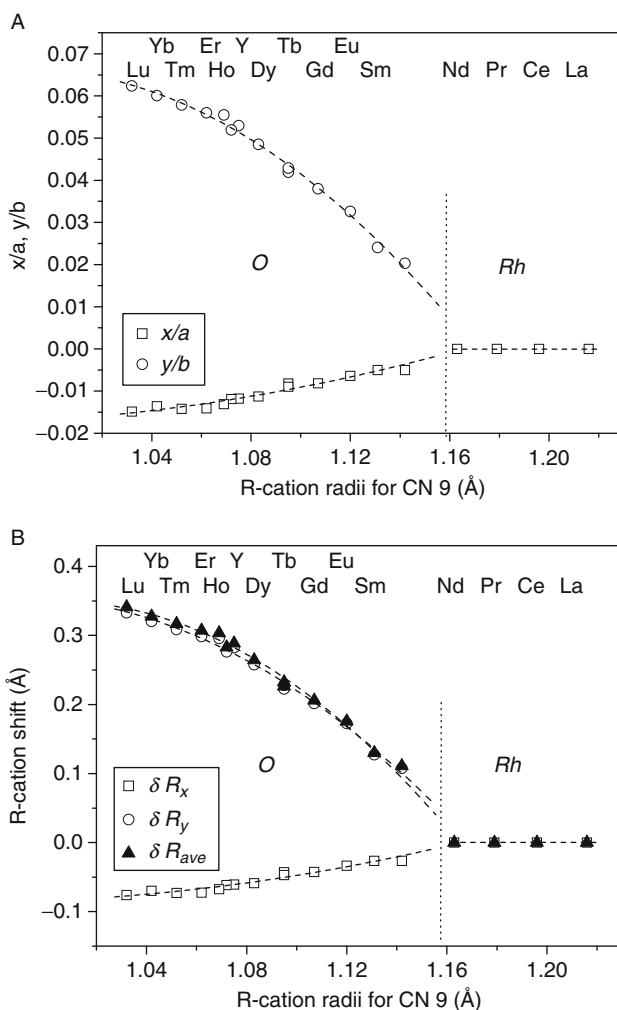 A
Yb Er Y Tb Eu
Lu Tm Ho Dy Gd Sm Nd Pr Ce La
0.07
0.06
0.05
0.04
0.03
0.02
0.01
0.00
−0.01
−0.02
x/a, y/b
O
Rh
x/a
y/b
1.04 1.08 1.12 1.16 1.20
R-cation radii for CN 9 (Å)
B
Yb Er Y Tb Eu
Lu Tm Ho Dy Gd Sm Nd Pr Ce La
0.4
0.3
0.2
0.1
0.0
−0.1
R-cation shift (Å)
O
Rh
δ Rx
δ Ry
δ Rave
1.04 1.08 1.12 1.16 1.20
R-cation radii for CN 9 (Å)